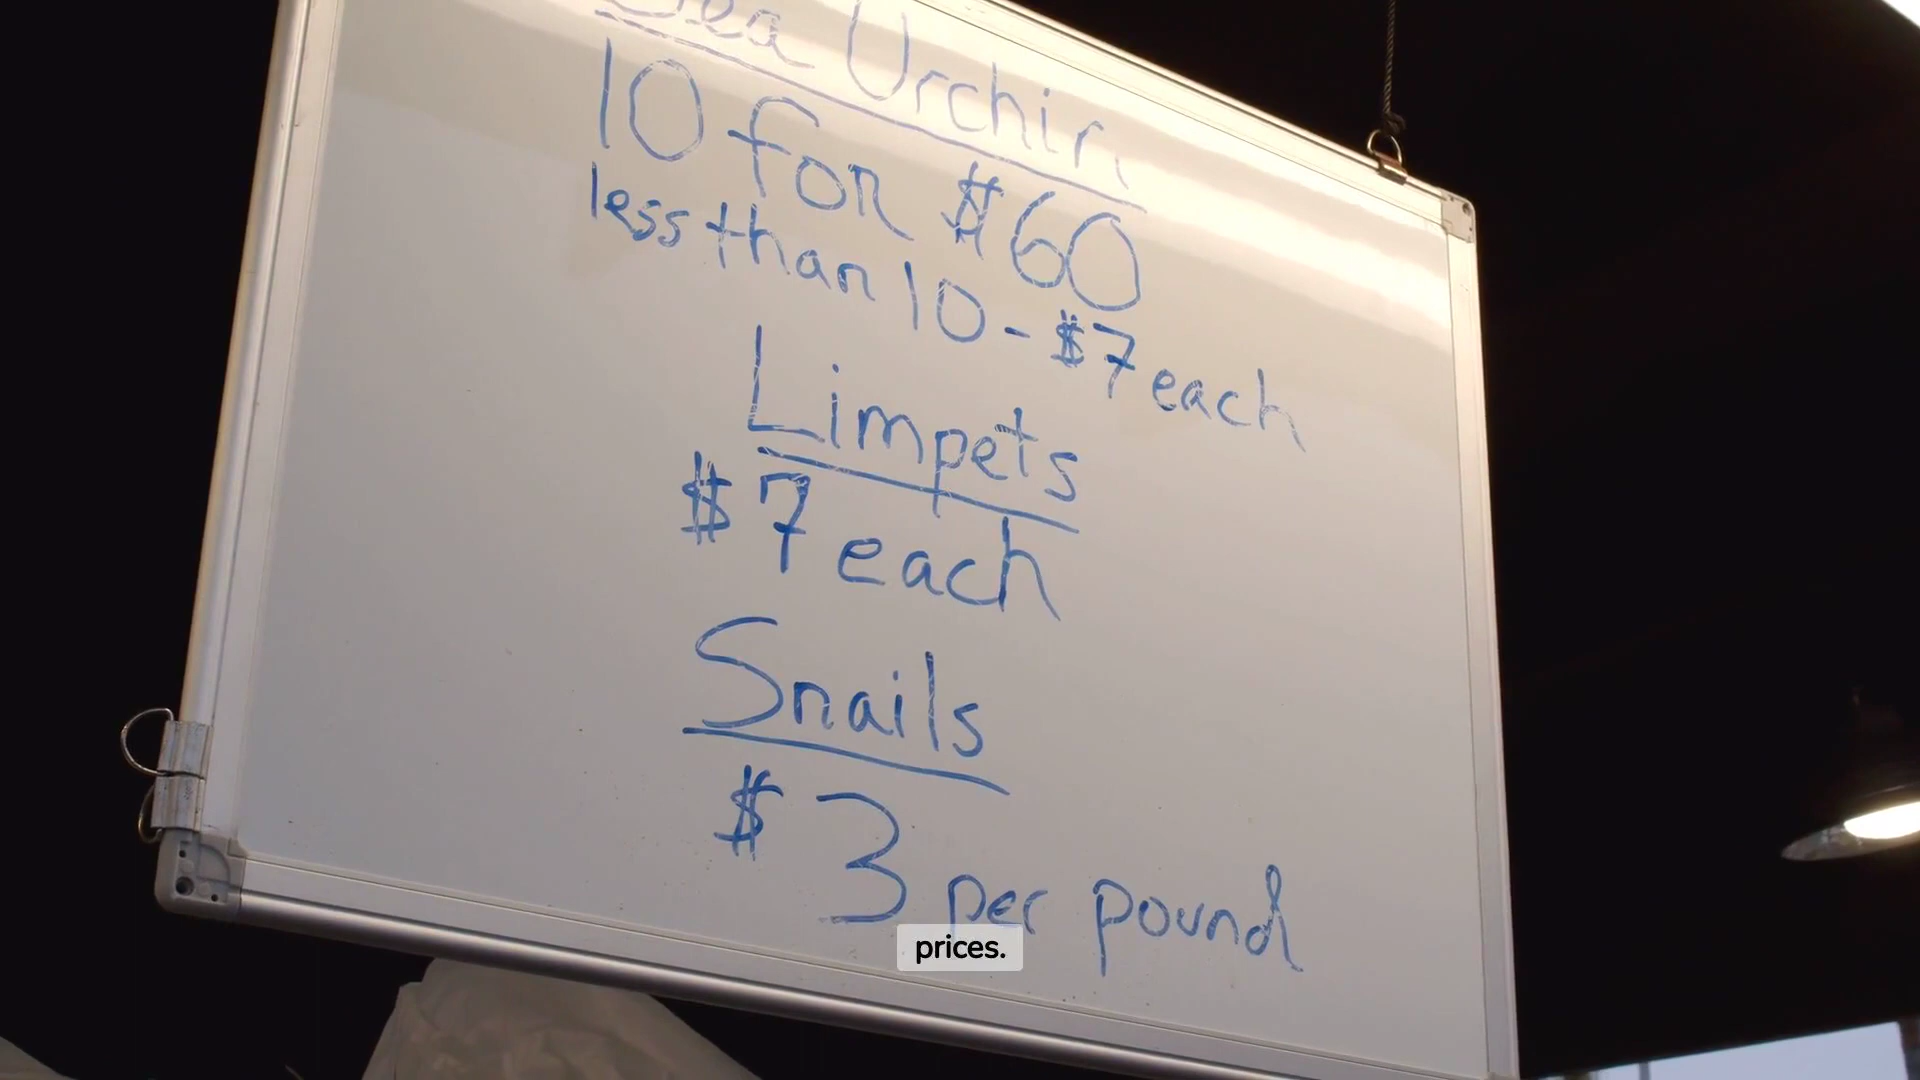 Sea Urchin
10 for $60
less than 10 - $7 each
Limpets
$7 each
Snails
$3 per pound
prices.